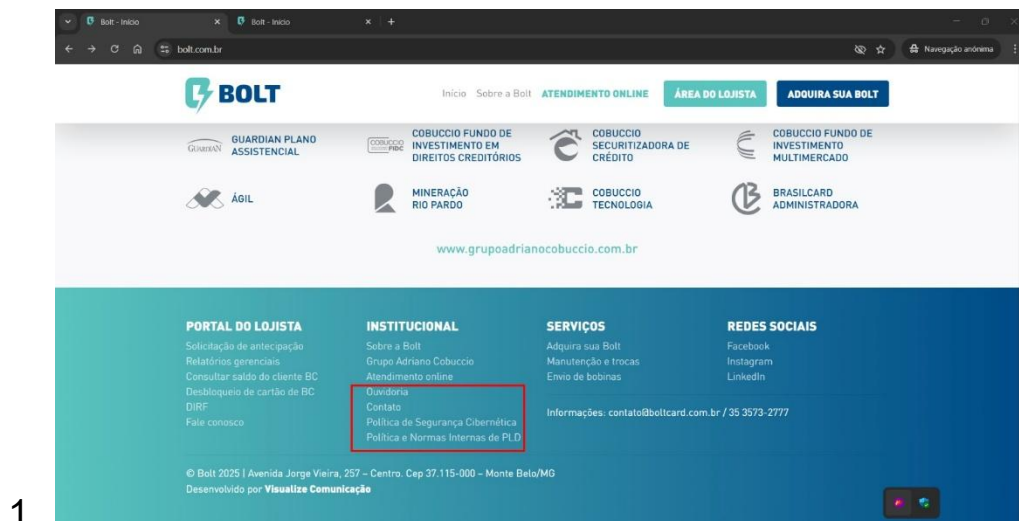 Bolt - Início
Bolt - Início
bolt.com.br
Navegação anônima
BOLT
Início Sobre a Bolt ATENDIMENTO ONLINE ÁREA DO LOJISTA ADQUIRA SUA BOLT
GUARDIAN
GUARDIAN PLANO
ASSISTENCIAL
COBUCCIO
FIDC
COBUCCIO FUNDO DE
INVESTIMENTO EM
DIREITOS CREDITÓRIOS
COBUCCIO
SECURITIZADORA DE
CRÉDITO
COBUCCIO FUNDO DE
INVESTIMENTO
MULTIMERCADO
ÁGIL
MINERAÇÃO
RIO PARDO
COBUCCIO
TECNOLOGIA
BRASILCARD
ADMINISTRADORA
www.grupoadrianocobuccio.com.br
PORTAL DO LOJISTA
Solicitação de antecipação
Relatórios gerenciais
Consultar saldo do cliente BC
Desbloqueio de cartão de BC
DIRF
Fale conosco
INSTITUCIONAL
Sobre a Bolt
Grupo Adriano Cobuccio
Atendimento online
Ouvidoria
Contato
Política de Segurança Cibernética
Política e Normas Internas de PLD
SERVIÇOS
Adquira sua Bolt
Manutenção e trocas
Envio de bobinas
REDES SOCIAIS
Facebook
Instagram
LinkedIn
Informações: contato@boltcard.com.br / 35 3573-2777
© Bolt 2025 | Avenida Jorge Vieira, 257 – Centro. Cep 37.115-000 – Monte Belo/MG
Desenvolvido por Visualize Comunicação
1